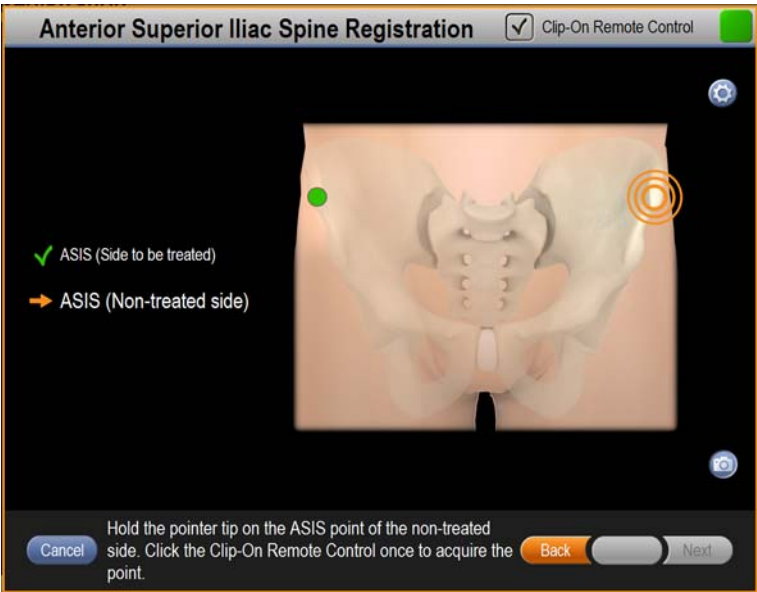 Anterior Superior Iliac Spine Registration
Clip-On Remote Control
ASIS (Side to be treated)
ASIS (Non-treated side)
Cancel
Hold the pointer tip on the ASIS point of the non-treated
side. Click the Clip-On Remote Control once to acquire the
point.
Back
Next